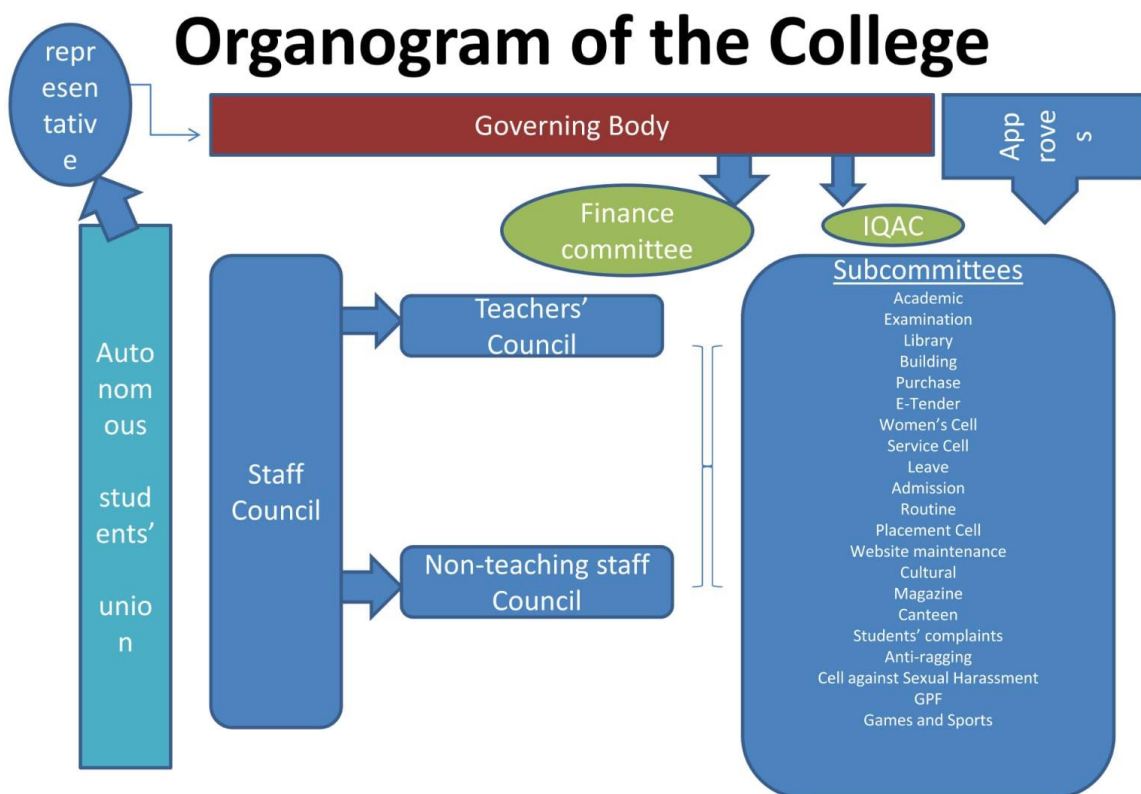 Organogram of the College
repr
esen
tativ
e
Governing Body
App
rove
s
Finance
committee
IQAC
Auto
nom
ous
stud
ents’
unio
n
Staff
Council
Teachers’
Council
Non-teaching staff
Council
Subcommittees
Academic
Examination
Library
Building
Purchase
E-Tender
Women’s Cell
Service Cell
Leave
Admission
Routine
Placement Cell
Website maintenance
Cultural
Magazine
Canteen
Students’ complaints
Anti-ragging
Cell against Sexual Harassment
GPF
Games and Sports